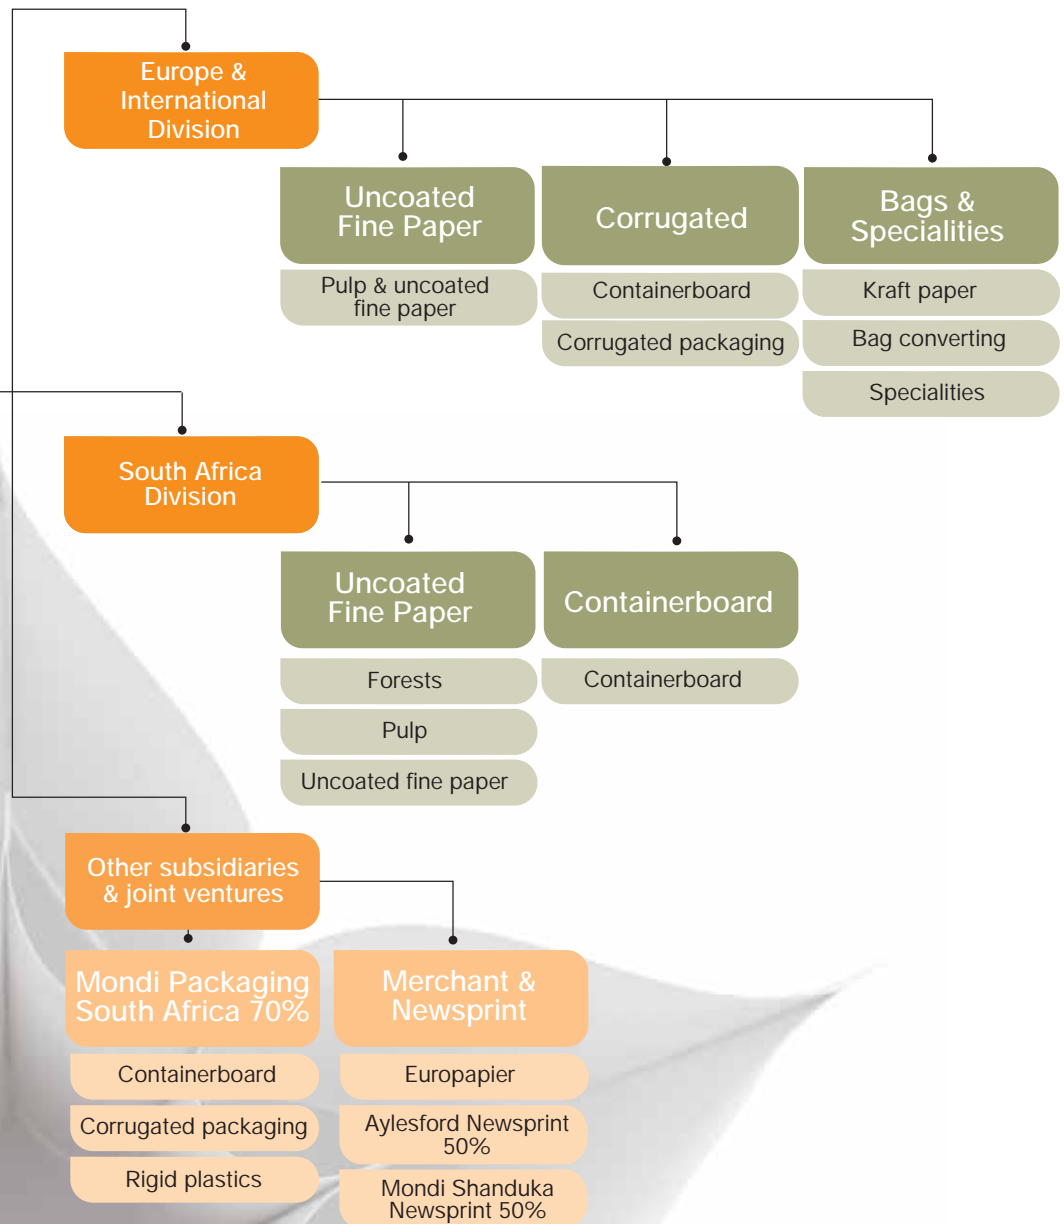 Europe &
International
Division
Uncoated
Fine Paper
Corrugated
Bags &
Specialities
Pulp & uncoated
fine paper
Containerboard
Corrugated packaging
Kraft paper
Bag converting
Specialities
South Africa
Division
Uncoated
Fine Paper
Containerboard
Forests
Pulp
Uncoated fine paper
Containerboard
Other subsidiaries
& joint ventures
Mondi Packaging
South Africa 70%
Merchant &
Newsprint
Containerboard
Corrugated packaging
Rigid plastics
Europapier
Aylesford Newsprint
50%
Mondi Shanduka
Newsprint 50%